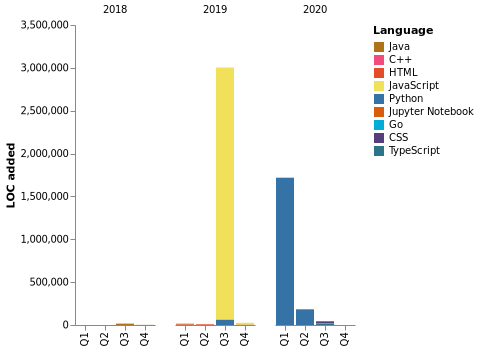 2018 2019 2020
3,500,000
3,000,000
2,500,000
2,000,000
1,500,000
1,000,000
500,000
0
LOC added
Q1 Q2 Q3 Q4 Q1 Q2 Q3 Q4 Q1 Q2 Q3 Q4
Language
Java
C++
HTML
JavaScript
Python
Jupyter Notebook
Go
CSS
TypeScript